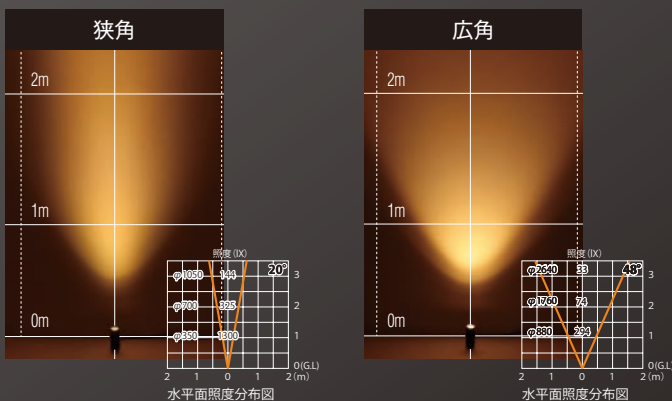 狭角
2m
1m
0m
照度(lX)
20°
φ1050 144 3
φ700 325 2
φ350 1300 1
0(G.L)
2 1 0 1 2(m)
水平面照度分布図
広角
2m
1m
0m
照度(lX)
48°
φ2640 33 3
φ1760 74 2
φ880 294 1
0(G.L)
2 1 0 1 2(m)
水平面照度分布図